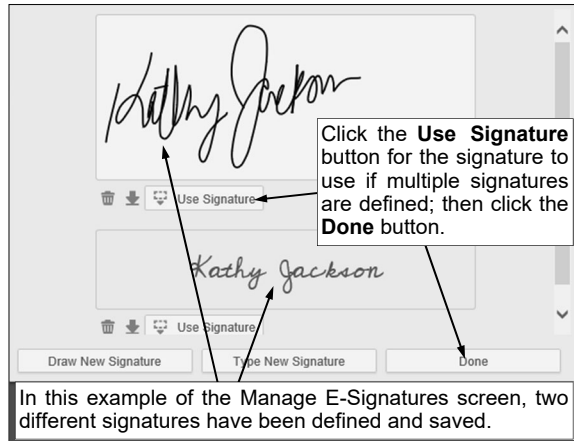 Kathy Jackson
Click the Use Signature
button for the signature to
use if multiple signatures
are defined; then click the
Done button.
Use Signature
Kathy Jackson
Use Signature
Draw New Signature
Type New Signature
Done
In this example of the Manage E-Signatures screen, two
different signatures have been defined and saved.